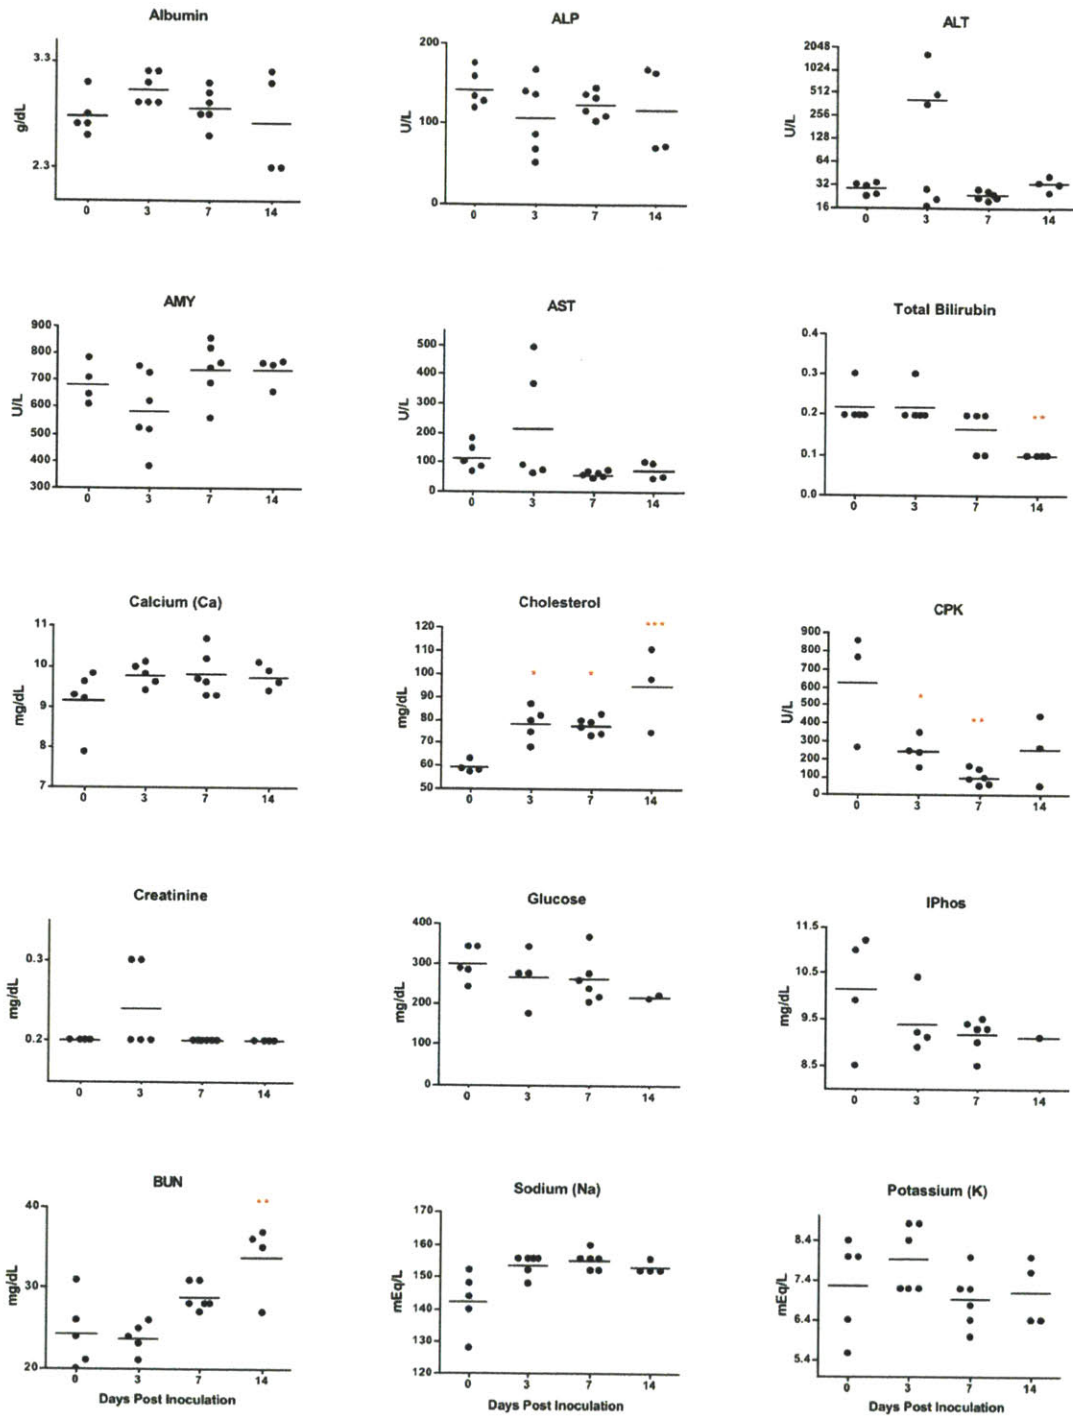 Albumin
3.3
g/dL
2.3
0 3 7 14
ALP
200
U/L
100
0
0 3 7 14
ALT
2048
1024
512
256
U/L
128
64
32
16
0 3 7 14
AMY
900
800
700
U/L
600
500
400
300
0 3 7 14
AST
500
400
300
U/L
200
100
0
0 3 7 14
Total Bilirubin
0.4
0.3
0.2
**
0.1
0.0
0 3 7 14
Calcium (Ca)
11
10
mg/dL
9
8
7
0 3 7 14
Cholesterol
120
***
110
100
* *
90
mg/dL
80
70
60
50
0 3 7 14
CPK
900
800
700
600
U/L
500
*
400
**
300
200
100
0
0 3 7 14
Creatinine
0.3
mg/dL
0.2
0 3 7 14
Glucose
400
300
mg/dL
200
100
0
0 3 7 14
IPhos
11.5
10.5
mg/dL
9.5
8.5
0 3 7 14
BUN
**
40
mg/dL
30
20
0 3 7 14
Days Post Inoculation
Sodium (Na)
170
160
150
mEq/L
140
130
120
0 3 7 14
Days Post Inoculation
Potassium (K)
8.4
7.4
mEq/L
6.4
5.4
0 3 7 14
Days Post Inoculation